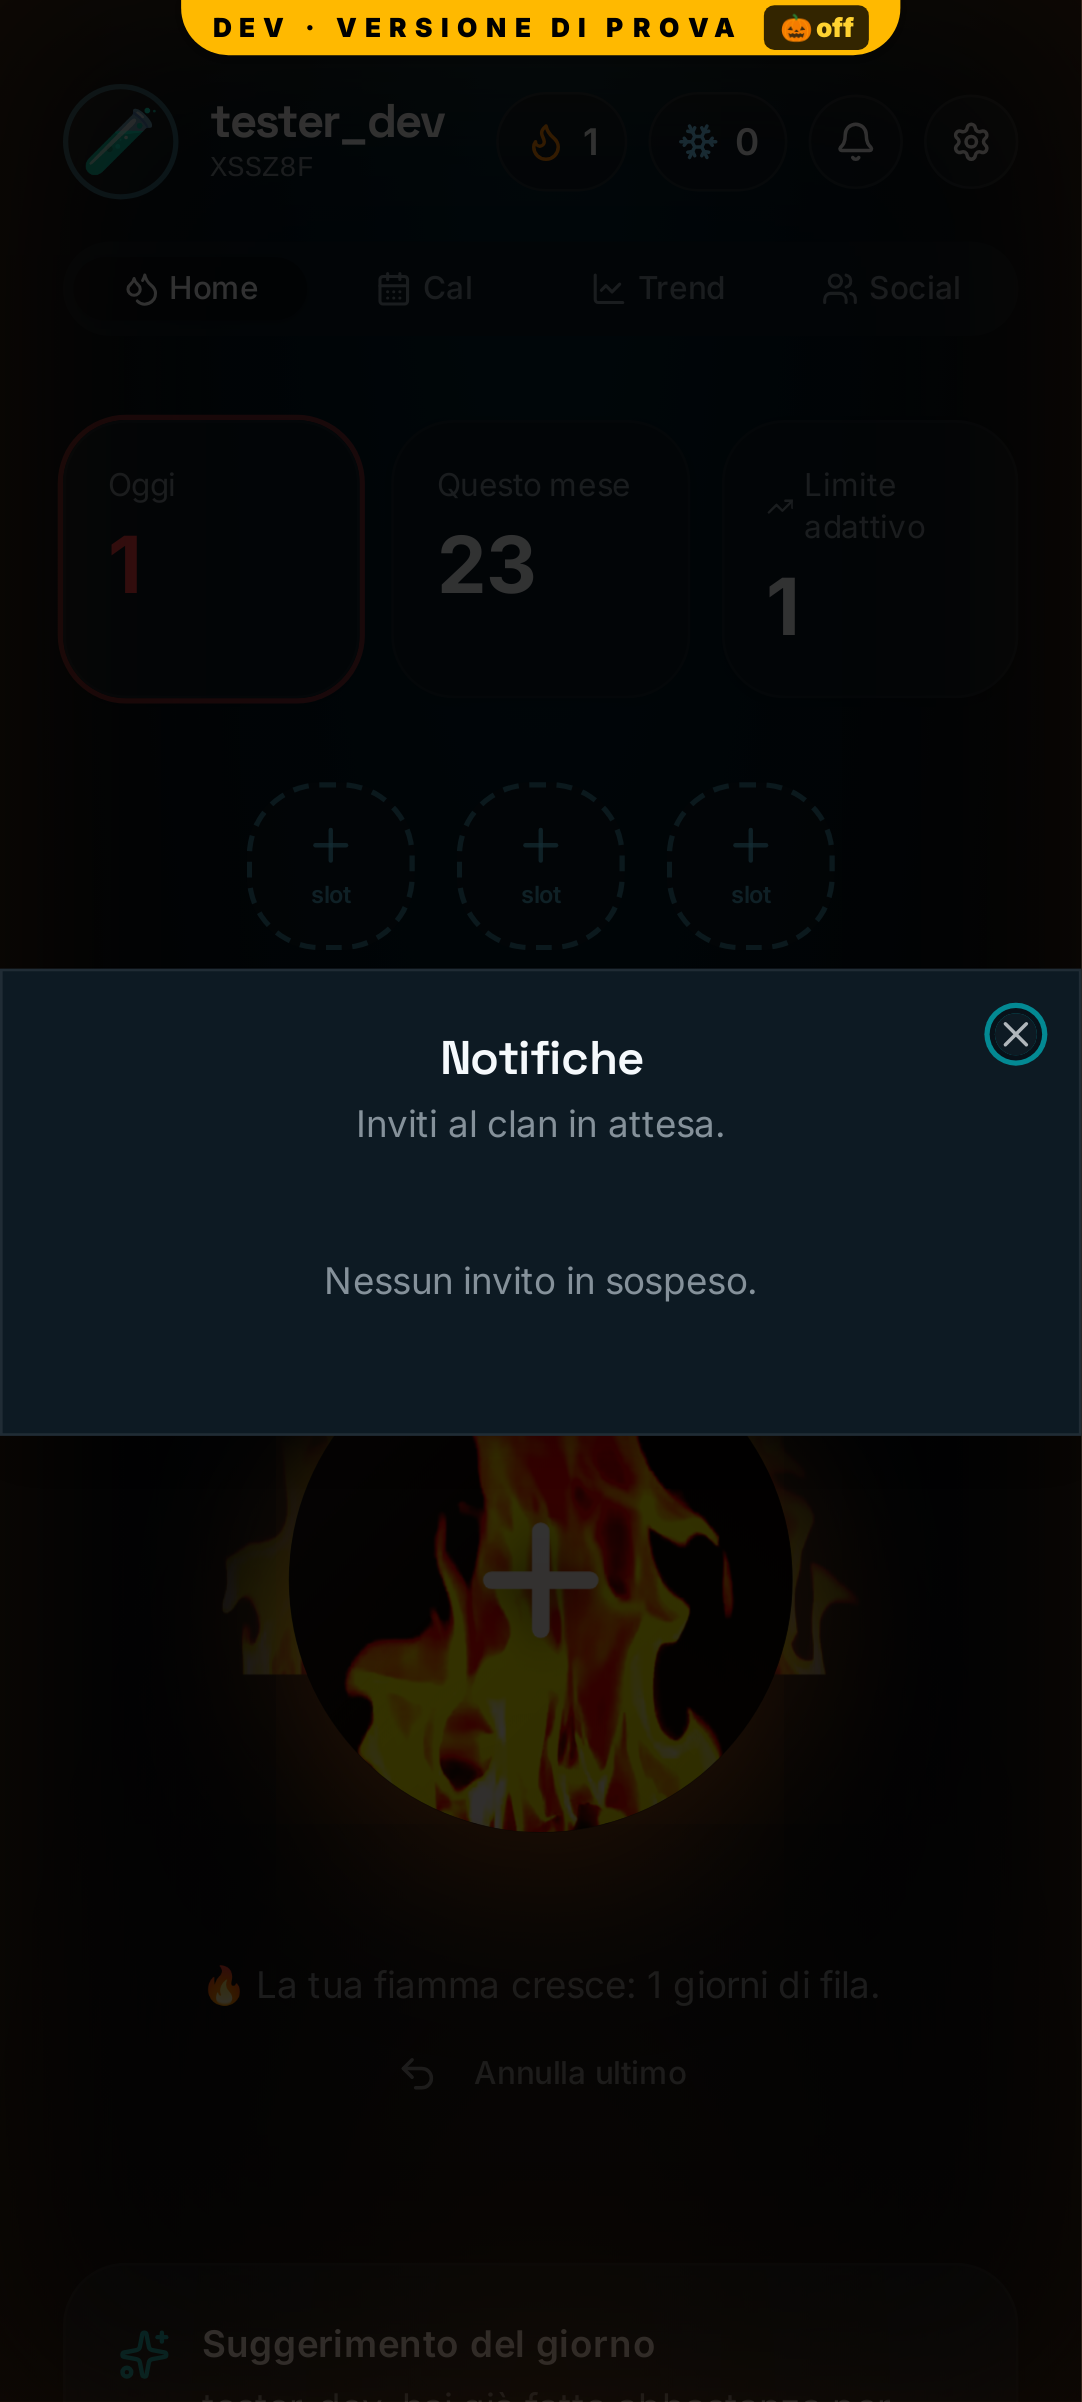 DEV · VERSIONE DI PROVA 🎃off
tester_dev
XSSZ8F
1
0
Home
Cal
Trend
Social
Oggi
1
Questo mese
23
Limite
adattivo
1
slot
slot
slot
Notifiche
Inviti al clan in attesa.
Nessun invito in sospeso.
🔥 La tua fiamma cresce: 1 giorni di fila.
Annulla ultimo
Suggerimento del giorno